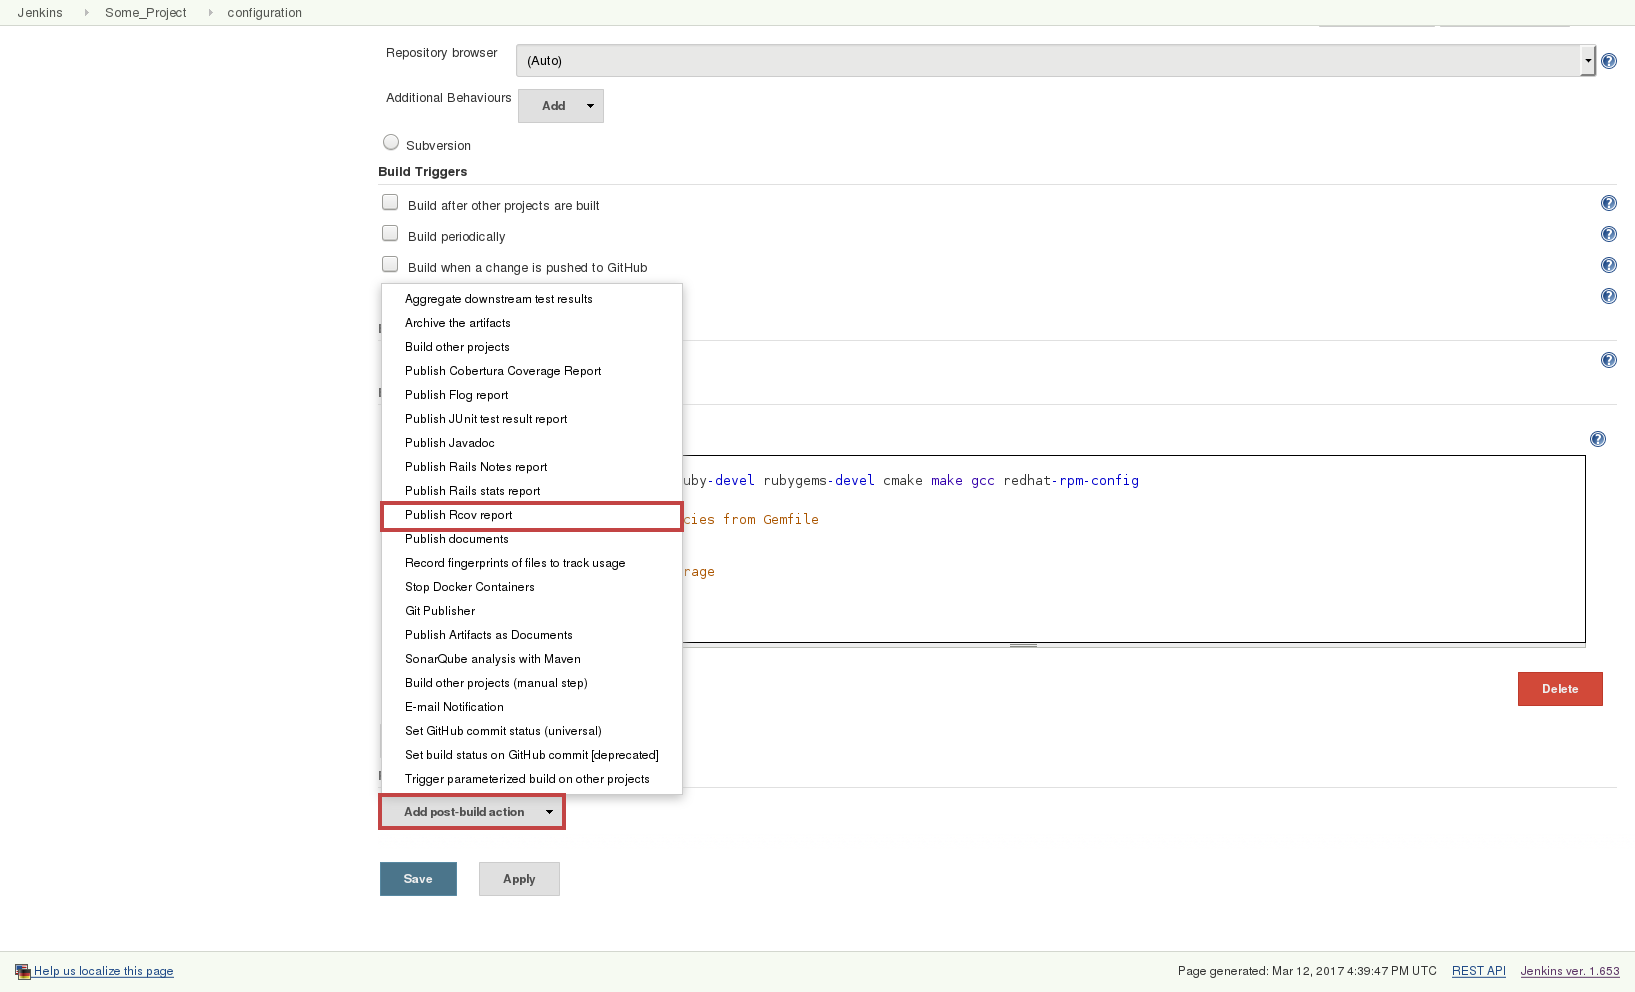 Jenkins Some_Project configuration
Repository browser (Auto)
Additional Behaviours Add
Subversion
Build Triggers
Build after other projects are built
Build periodically
Build when a change is pushed to GitHub
Aggregate downstream test results
Archive the artifacts
Build other projects
Publish Cobertura Coverage Report
Publish Flog report
Publish JUnit test result report
Publish Javadoc
Publish Rails Notes report
Publish Rails stats report
Publish Rcov report
Publish documents
Record fingerprints of files to track usage
Stop Docker Containers
Git Publisher
Publish Artifacts as Documents
SonarQube analysis with Maven
Build other projects (manual step)
E-mail Notification
Set GitHub commit status (universal)
Set build status on GitHub commit [deprecated]
Trigger parameterized build on other projects
uby-devel rubygems-devel cmake make gcc redhat-rpm-config
cies from Gemfile
rage
Delete
Add post-build action
Save Apply
Help us localize this page Page generated: Mar 12, 2017 4:39:47 PM UTC REST API Jenkins ver. 1.653